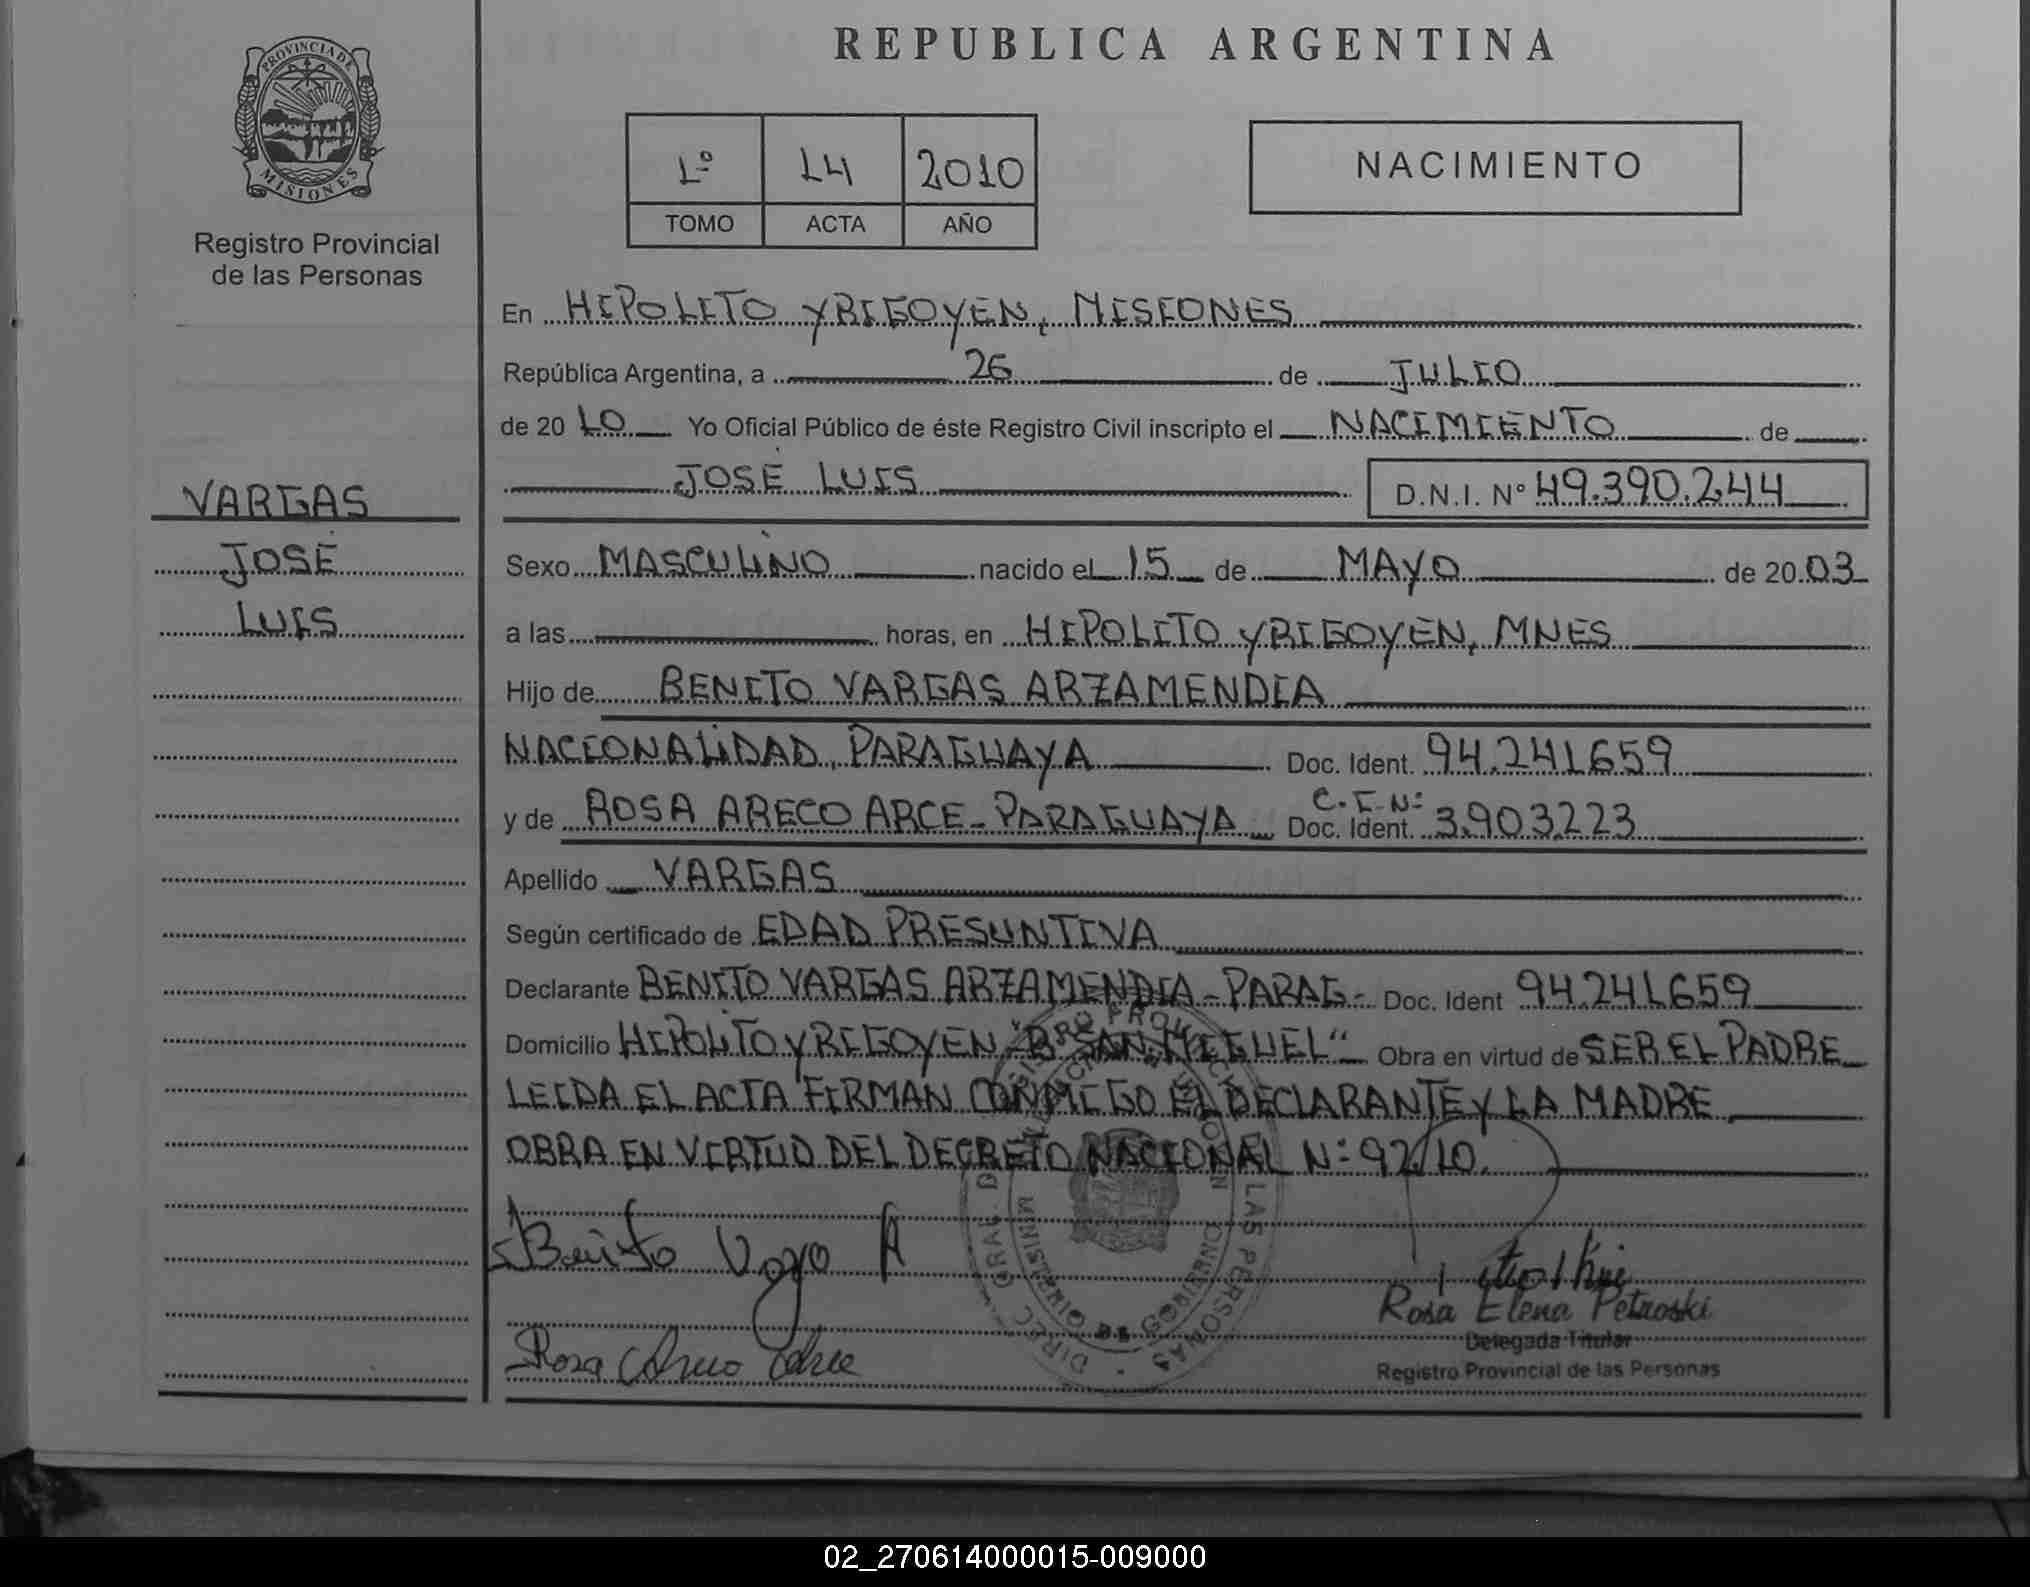 REPUBLICA ARGENTINA
PROVINCIA DE
MISIONES
Registro Provincial
de las Personas
1º 14 2010
TOMO ACTA AÑO
NACIMIENTO
En HIPOLITO YRIGOYEN, MISIONES
República Argentina, a 26 de JULIO
de 20 10 Yo Oficial Público de éste Registro Civil inscripto el NACIMIENTO de
JOSÉ LUIS D.N.I. Nº 49.390.244
VARGAS
JOSÉ
LUIS
Sexo MASCULINO nacido el 15 de MAYO de 20 03
a las horas, en HIPOLITO YRIGOYEN, MNES
Hijo de BENITO VARGAS ARZAMENDIA
NACIONALIDAD, PARAGUAYA Doc. Ident. 94.241659
y de ROSA ARECO ARCE - PARAGUAYA C.I. Nº Doc. Ident. 3.903223
Apellido VARGAS
Según certificado de EDAD PRESUNTIVA
Declarante BENITO VARGAS ARZAMENDIA - PARAG- Doc. Ident 94.241659
Domicilio HIPOLITO YRIGOYEN "Bº SAN MIGUEL" Obra en virtud de SER EL PADRE
LEIDA EL ACTA FIRMAN CONMIGO EL DECLARANTE Y LA MADRE
OBRA EN VIRTUD DEL DECRETO NACIONAL Nº 92/10.
Benito
Rosa
Rosa Elena Petroski
Delegada Titular
Registro Provincial de las Personas
02_270614000015-009000